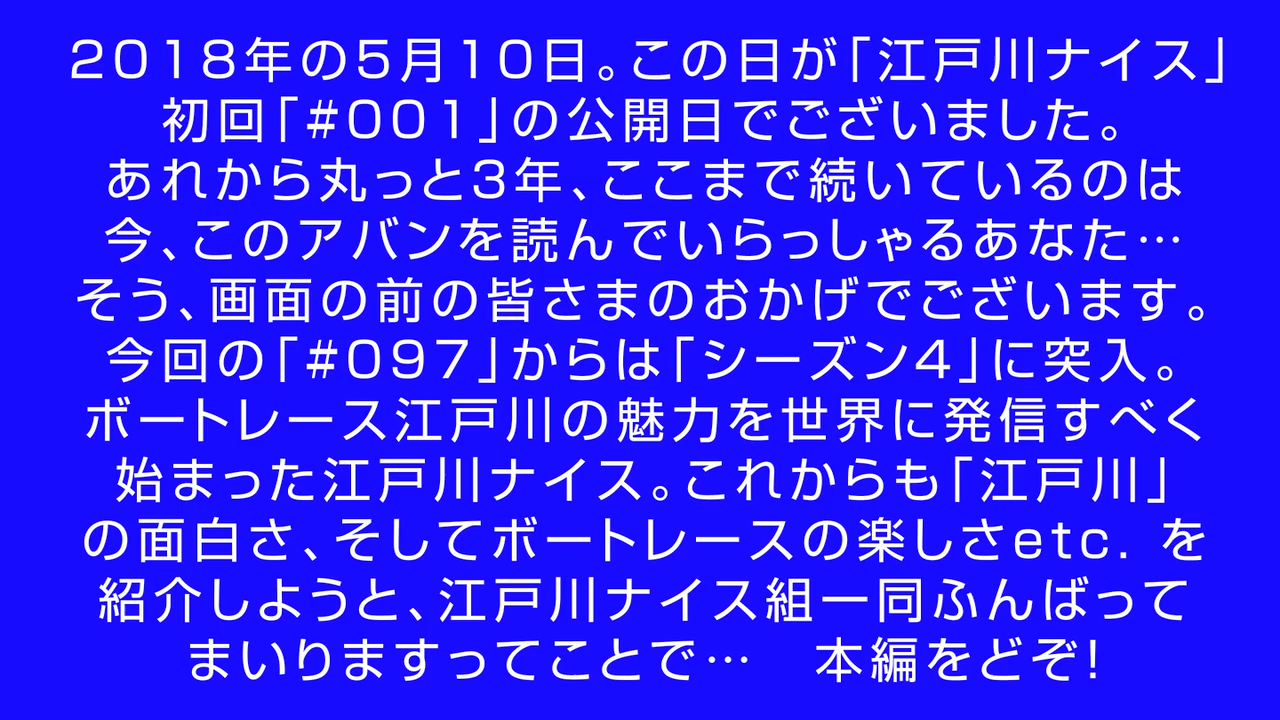 2018年の5月10日。この日が「江戸川ナイス」
初回「#001」の公開日でございました。
あれから丸っと3年、ここまで続いているのは
今、このアバンを読んでいらっしゃるあなた…
そう、画面の前の皆さまのおかげでございます。
今回の「#097」からは「シーズン4」に突入。
ボートレース江戸川の魅力を世界に発信すべく
始まった江戸川ナイス。これからも「江戸川」
の面白さ、そしてボートレースの楽しさetc. を
紹介しようと、江戸川ナイス組一同ふんばって
まいりますってことで…　本編をどぞ!